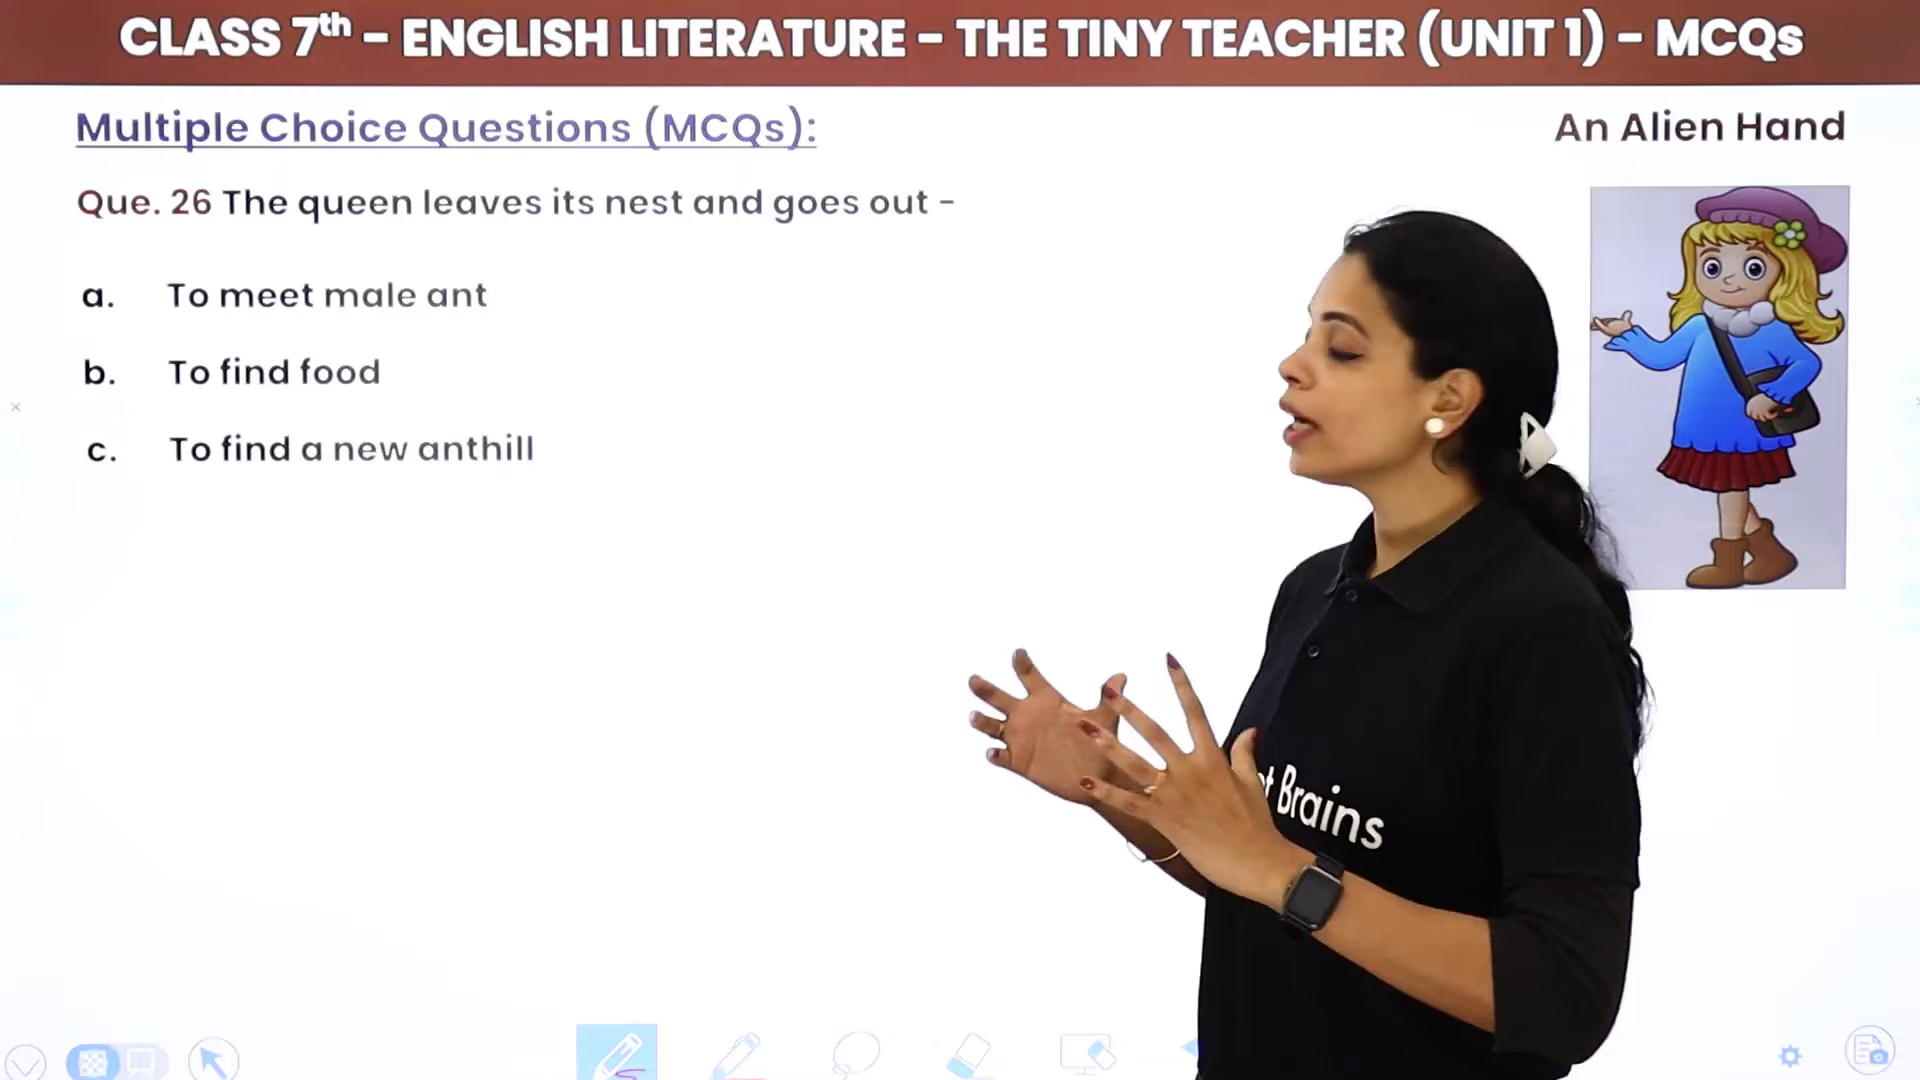 CLASS 7th – ENGLISH LITERATURE – THE TINY TEACHER (UNIT 1) – MCQs
Multiple Choice Questions (MCQs):
An Alien Hand
Que. 26 The queen leaves its nest and goes out –
a. To meet male ant
b. To find food
c. To find a new anthill
Brains